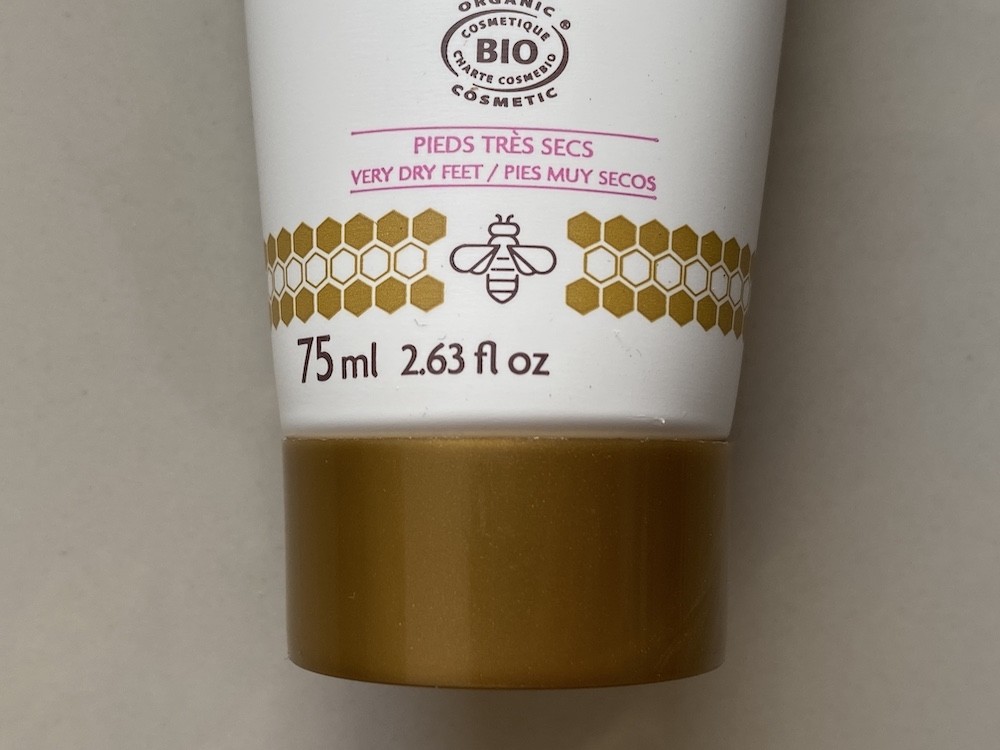 ORGANIC ®
COSMETIQUE
BIO
CHARTE COSMEBIO
COSMETIC
PIEDS TRÈS SECS
VERY DRY FEET / PIES MUY SECOS
75 ml 2.63 fl oz